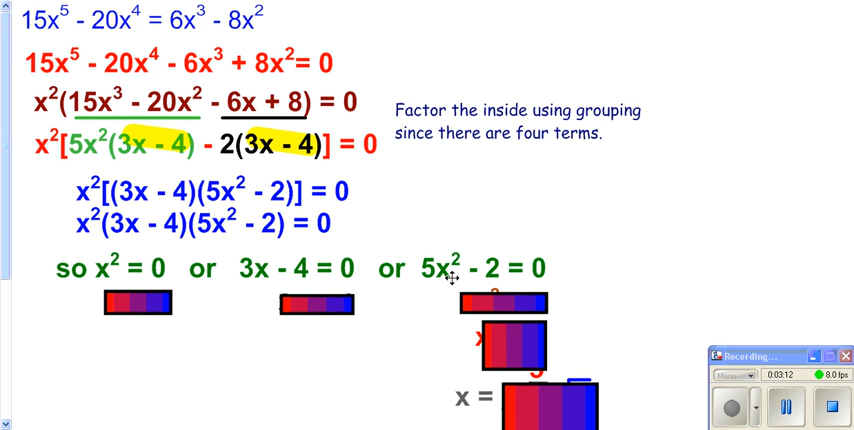 15x⁵ - 20x⁴ = 6x³ - 8x²
15x⁵ - 20x⁴ - 6x³ + 8x² = 0
x²(15x³ - 20x² - 6x + 8) = 0
Factor the inside using grouping
since there are four terms.
x²[5x²(3x - 4) - 2(3x - 4)] = 0
x²[(3x - 4)(5x² - 2)] = 0
x²(3x - 4)(5x² - 2) = 0
so x² = 0 or 3x - 4 = 0 or 5x² - 2 = 0
x =
Recording...
Menu 0:03:12 8.0 fps